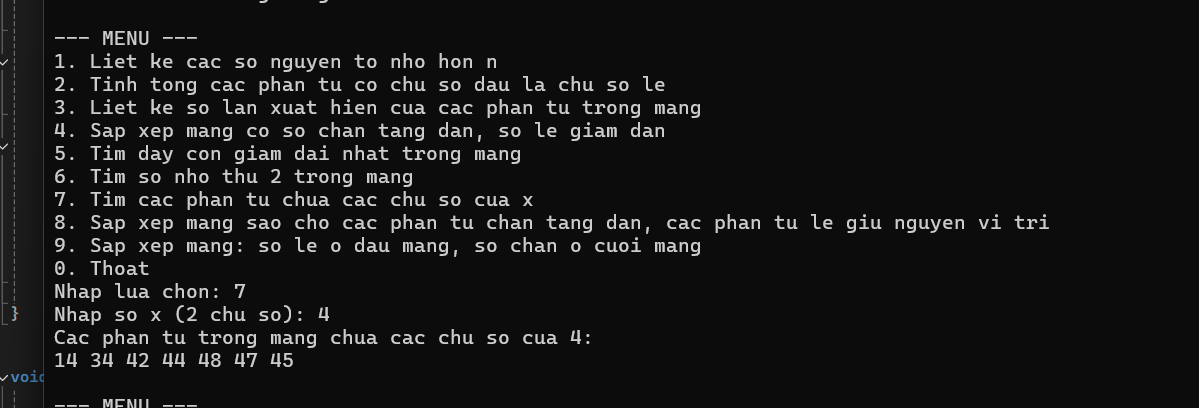 --- MENU ---
1. Liet ke cac so nguyen to nho hon n
2. Tinh tong cac phan tu co chu so dau la chu so le
3. Liet ke so lan xuat hien cua cac phan tu trong mang
4. Sap xep mang co so chan tang dan, so le giam dan
5. Tim day con giam dai nhat trong mang
6. Tim so nho thu 2 trong mang
7. Tim cac phan tu chua cac chu so cua x
8. Sap xep mang sao cho cac phan tu chan tang dan, cac phan tu le giu nguyen vi tri
9. Sap xep mang: so le o dau mang, so chan o cuoi mang
0. Thoat
Nhap lua chon: 7
}
Nhap so x (2 chu so): 4
Cac phan tu trong mang chua cac chu so cua 4:
14 34 42 44 48 47 45
void
--- MENU ---